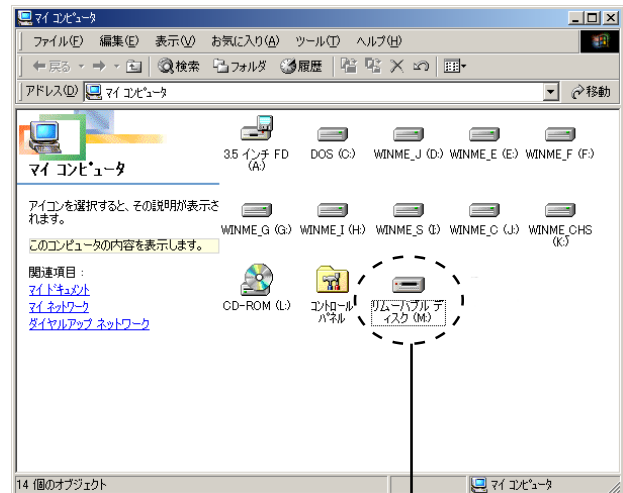 マイ コンピュータ
ファイル(F) 編集(E) 表示(V) お気に入り(A) ツール(T) ヘルプ(H)
戻る 検索 フォルダ 履歴
アドレス(D) マイ コンピュータ 移動
マイ コンピュータ
アイコンを選択すると、その説明が表示さ
れます。
このコンピュータの内容を表示します。
関連項目:
マイ ドキュメント
マイ ネットワーク
ダイヤルアップ ネットワーク
3.5 インチ FD
(A:)
DOS (C:)
WINME_J (D:)
WINME_E (E:)
WINME_F (F:)
WINME_G (G:)
WINME_I (H:)
WINME_S (I:)
WINME_C (J:)
WINME_CHS
(K:)
CD-ROM (L:)
コントロール
パネル
リムーバブル デ
ィスク (M:)
14 個のオブジェクト
マイ コンピュータ